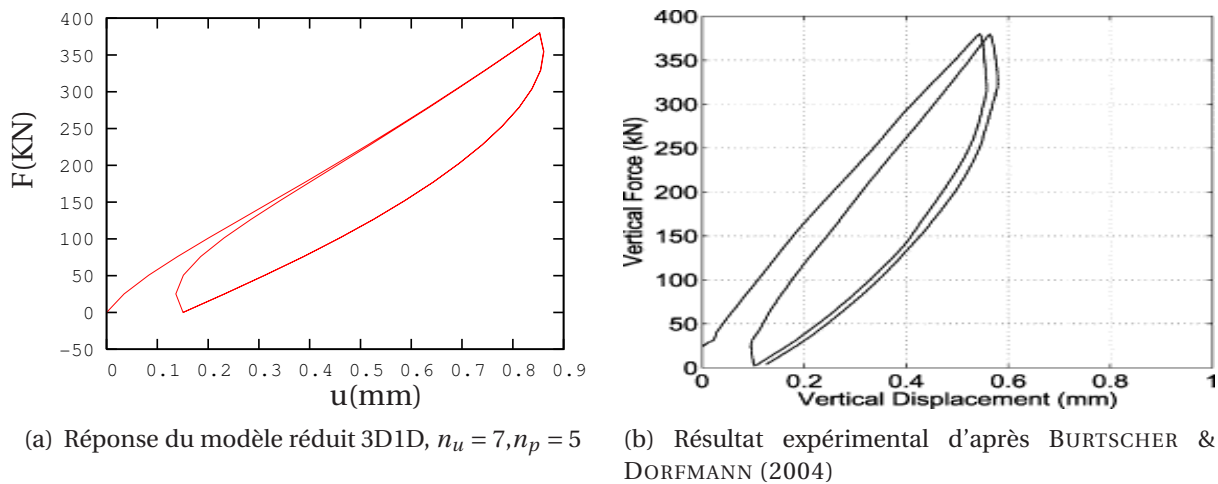 400
350
300
250
200
150
100
50
0
−50
F(KN)
0 0.1 0.2 0.3 0.4 0.5 0.6 0.7 0.8 0.9
u(mm)
(a) Réponse du modèle réduit 3D1D, n_u = 7, n_p = 5
400
350
300
250
200
150
100
50
0
Vertical Force (kN)
0 0.2 0.4 0.6 0.8 1
Vertical Displacement (mm)
(b) Résultat expérimental d'après BURTSCHER &
DORFMANN (2004)